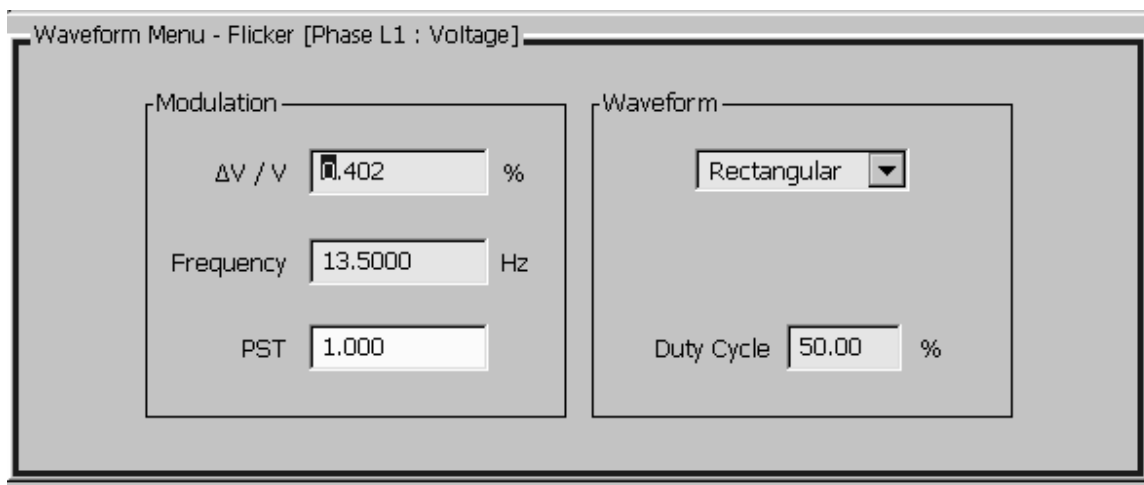 Waveform Menu - Flicker [Phase L1 : Voltage]
Modulation
ΔV / V 0.402 %
Frequency 13.5000 Hz
PST 1.000
Waveform
Rectangular
Duty Cycle 50.00 %